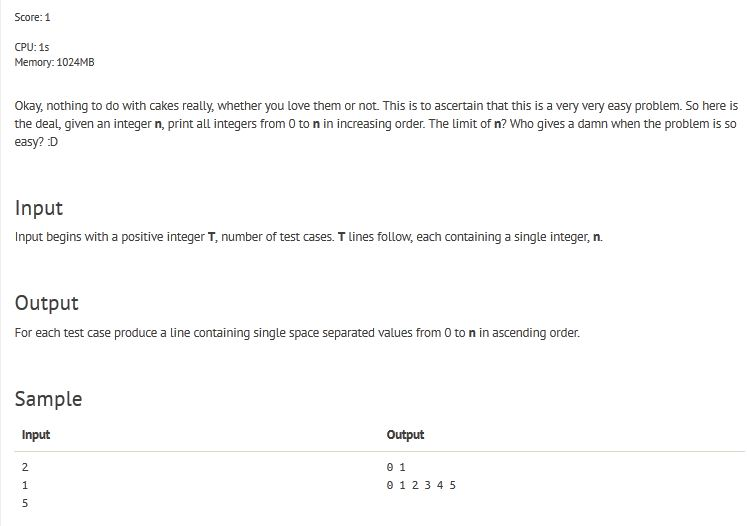 Score: 1
CPU: 1s
Memory: 1024MB
Okay, nothing to do with cakes really, whether you love them or not. This is to ascertain that this is a very very easy problem. So here is
the deal, given an integer n, print all integers from 0 to n in increasing order. The limit of n? Who gives a damn when the problem is so
easy? :D
Input
Input begins with a positive integer T, number of test cases. T lines follow, each containing a single integer, n.
Output
For each test case produce a line containing single space separated values from 0 to n in ascending order.
Sample
Input Output
2 0 1
1 0 1 2 3 4 5
5